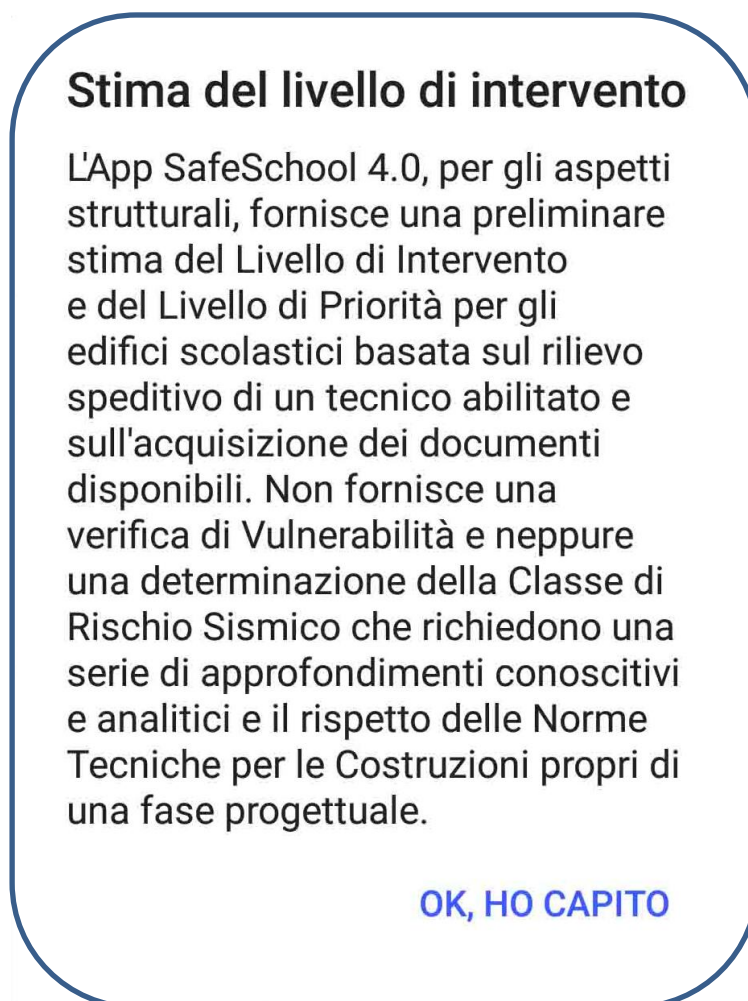 Stima del livello di intervento
L'App SafeSchool 4.0, per gli aspetti
strutturali, fornisce una preliminare
stima del Livello di Intervento
e del Livello di Priorità per gli
edifici scolastici basata sul rilievo
speditivo di un tecnico abilitato e
sull'acquisizione dei documenti
disponibili. Non fornisce una
verifica di Vulnerabilità e neppure
una determinazione della Classe di
Rischio Sismico che richiedono una
serie di approfondimenti conoscitivi
e analitici e il rispetto delle Norme
Tecniche per le Costruzioni propri di
una fase progettuale.
OK, HO CAPITO